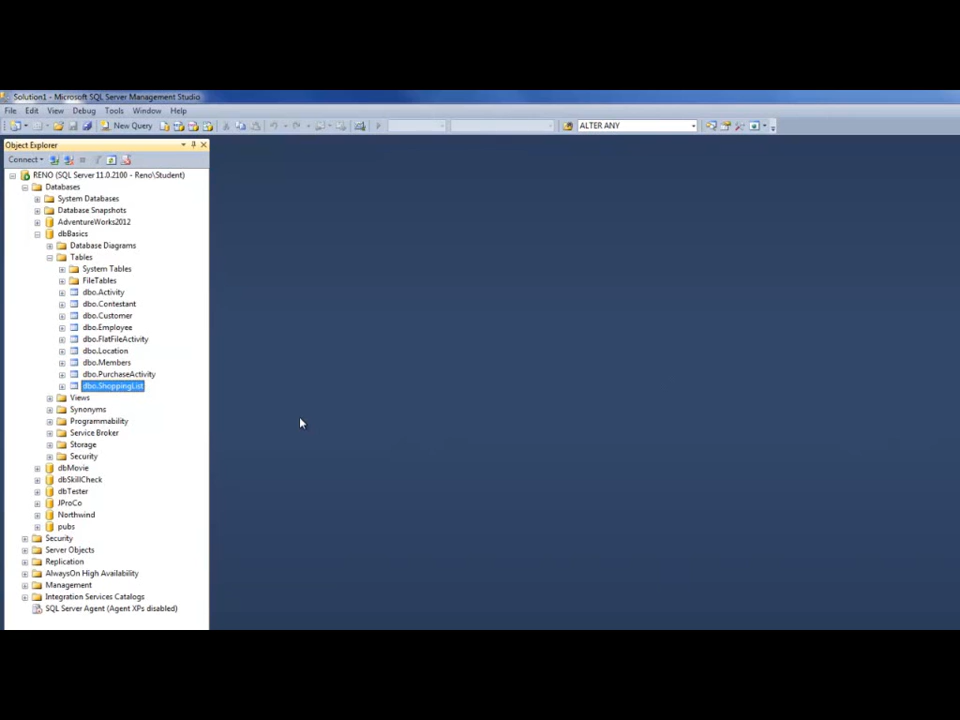 Solution1 - Microsoft SQL Server Management Studio
File Edit View Debug Tools Window Help
New Query ALTER ANY
Object Explorer
Connect
RENO (SQL Server 11.0.2100 - Reno\Student)
Databases
System Databases
Database Snapshots
AdventureWorks2012
dbBasics
Database Diagrams
Tables
System Tables
FileTables
dbo.Activity
dbo.Contestant
dbo.Customer
dbo.Employee
dbo.FlatFileActivity
dbo.Location
dbo.Members
dbo.PurchaseActivity
dbo.ShoppingList
Views
Synonyms
Programmability
Service Broker
Storage
Security
dbMovie
dbSkillCheck
dbTester
JProCo
Northwind
pubs
Security
Server Objects
Replication
AlwaysOn High Availability
Management
Integration Services Catalogs
SQL Server Agent (Agent XPs disabled)